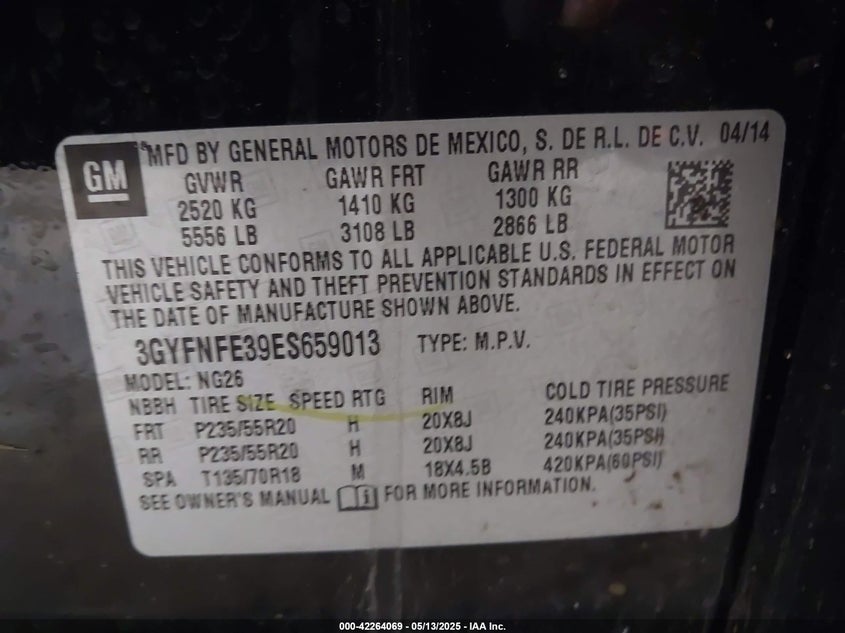 GM
MFD BY GENERAL MOTORS DE MEXICO, S. DE R.L. DE C.V. 04/14
GVWR GAWR FRT GAWR RR
2520 KG 1410 KG 1300 KG
5556 LB 3108 LB 2866 LB
THIS VEHICLE CONFORMS TO ALL APPLICABLE U.S. FEDERAL MOTOR
VEHICLE SAFETY AND THEFT PREVENTION STANDARDS IN EFFECT ON
THE DATE OF MANUFACTURE SHOWN ABOVE.
3GYFNFE39ES659013 TYPE: M.P.V.
MODEL: NG26
NBBH TIRE SIZE SPEED RTG RIM COLD TIRE PRESSURE
FRT P235/55R20 H 20X8J 240KPA(35PSI)
RR P235/55R20 H 20X8J 240KPA(35PSI)
SPA T135/70R18 M 18X4.5B 420KPA(60PSI)
SEE OWNER'S MANUAL FOR MORE INFORMATION.
000-42264069 - 05/13/2025 - IAA Inc.